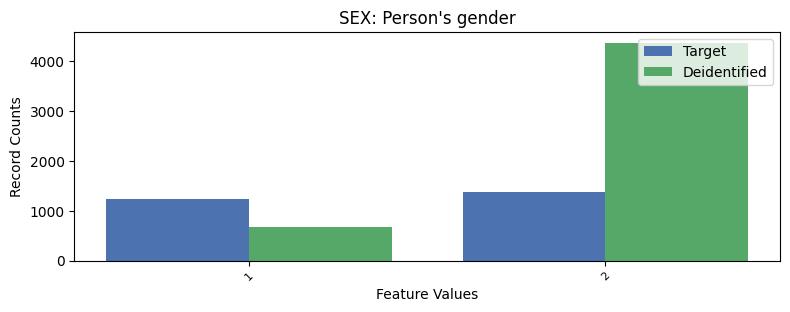 SEX: Person's gender
Target
Deidentified
4000
3000
2000
1000
0
Record Counts
1
2
Feature Values